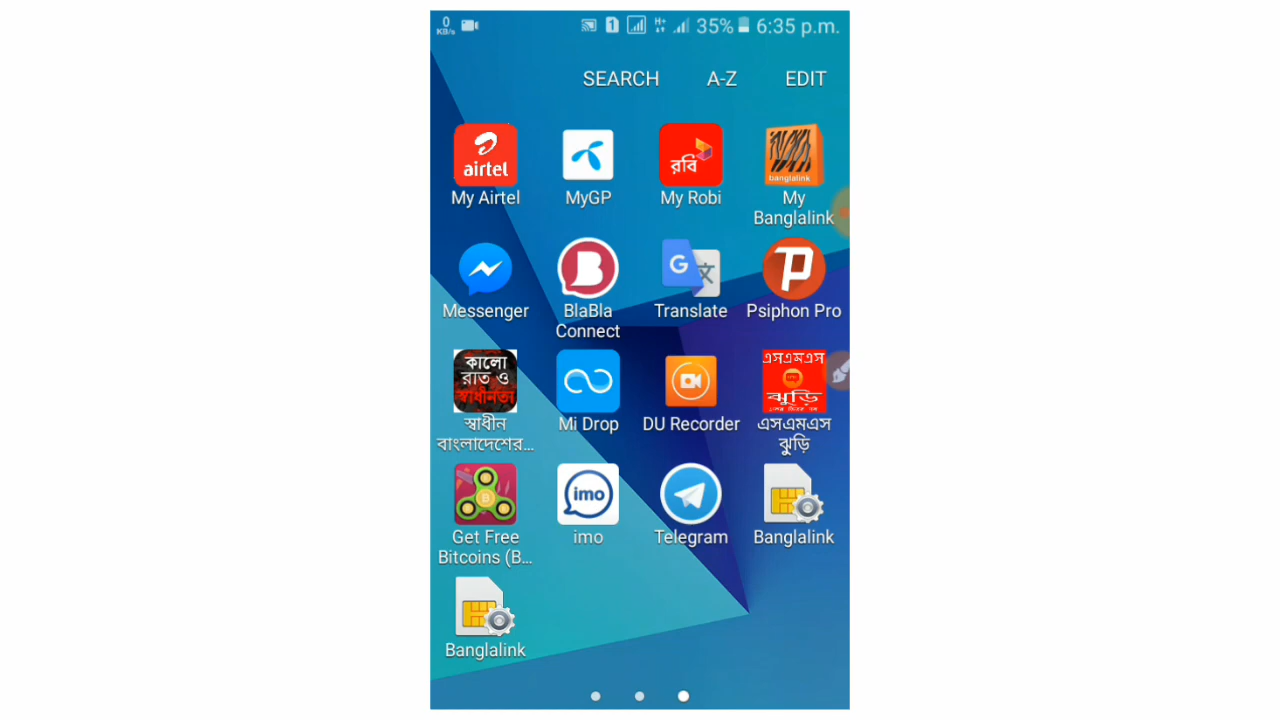 0
KB/s
1
H+
35%
6:35 p.m.
SEARCH A-Z EDIT
airtel
My Airtel
MyGP
রবি
My Robi
banglalink
My
Banglalink
Messenger
B
BlaBla
Connect
G 文
Translate
P
Psiphon Pro
কালো
রাত ও
স্বাধীনতা
স্বাধীন
বাংলাদেশের...
Mi Drop
DU Recorder
এসএমএস
ঝুড়ি
এসএমএস
ঝুড়ি
B
Get Free
Bitcoins (B...
imo
imo
Telegram
Banglalink
Banglalink